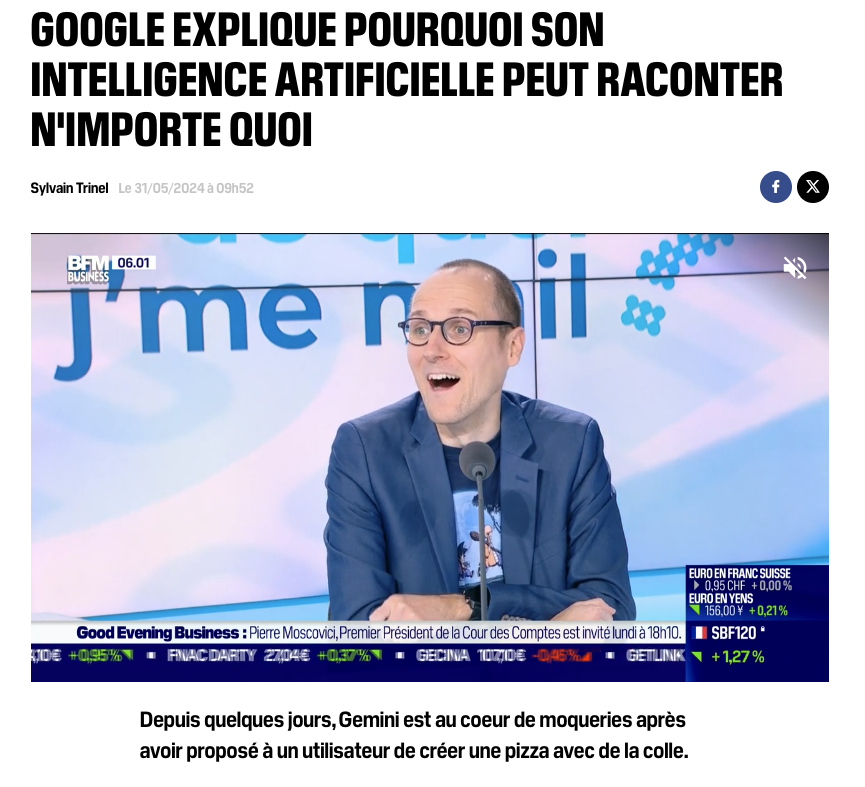 GOOGLE EXPLIQUE POURQUOI SON
INTELLIGENCE ARTIFICIELLE PEUT RACONTER
N'IMPORTE QUOI
Sylvain Trinel Le 31/05/2024 à 09h52
BFM 06.01
BUSINESS
de quoi
j'me mail
EURO EN FRANC SUISSE
0,95 CHF +0,00 %
EURO EN YENS
156,00 ¥ +0,21 %
Good Evening Business : Pierre Moscovici, Premier Président de la Cour des Comptes est invité lundi à 18h10.
SBF120
,10€ +0,95% FNAC DARTY 27,04€ +0,37% GECINA 107,10€ -0,46% GETLINK
+1,27 %
Depuis quelques jours, Gemini est au coeur de moqueries après
avoir proposé à un utilisateur de créer une pizza avec de la colle.